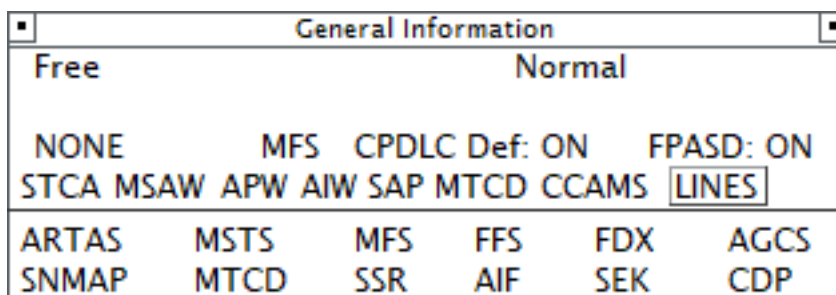 General Information
Free Normal
NONE MFS CPDLC Def: ON FPASD: ON
STCA MSAW APW AIW SAP MTCD CCAMS LINES
ARTAS MSTS MFS FFS FDX AGCS
SNMAP MTCD SSR AIF SEK CDP